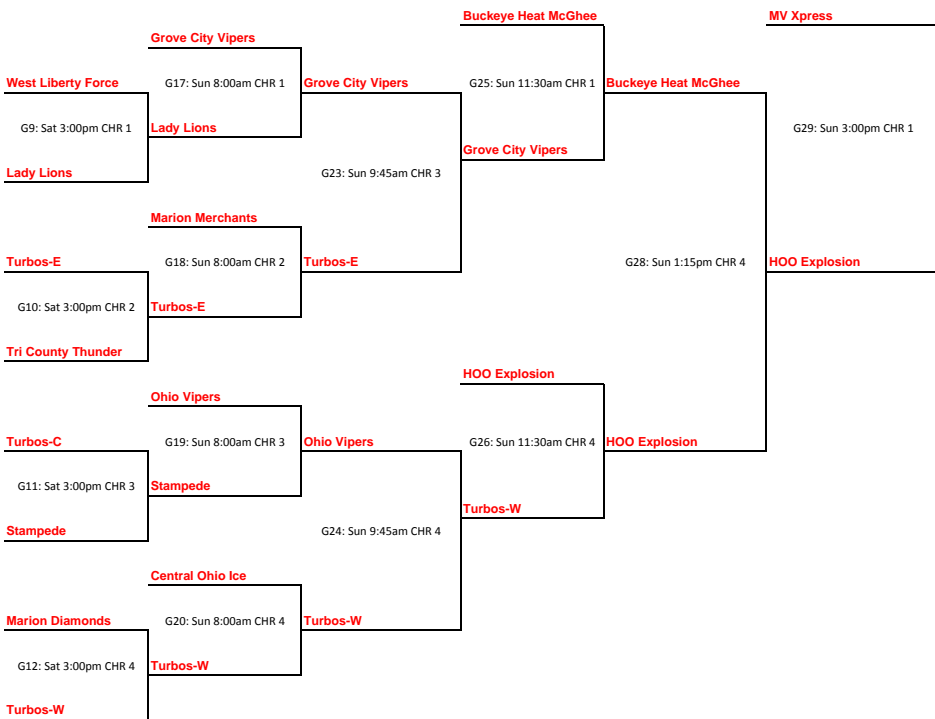 Buckeye Heat McGhee
MV Xpress
Grove City Vipers
West Liberty Force
G17: Sun 8:00am CHR 1
Grove City Vipers
G25: Sun 11:30am CHR 1
Buckeye Heat McGhee
G9: Sat 3:00pm CHR 1
Lady Lions
G29: Sun 3:00pm CHR 1
Grove City Vipers
Lady Lions
G23: Sun 9:45am CHR 3
Marion Merchants
Turbos-E
G18: Sun 8:00am CHR 2
Turbos-E
G28: Sun 1:15pm CHR 4
HOO Explosion
G10: Sat 3:00pm CHR 2
Turbos-E
Tri County Thunder
HOO Explosion
Ohio Vipers
Turbos-C
G19: Sun 8:00am CHR 3
Ohio Vipers
G26: Sun 11:30am CHR 4
HOO Explosion
G11: Sat 3:00pm CHR 3
Stampede
Turbos-W
Stampede
G24: Sun 9:45am CHR 4
Central Ohio Ice
Marion Diamonds
G20: Sun 8:00am CHR 4
Turbos-W
G12: Sat 3:00pm CHR 4
Turbos-W
Turbos-W